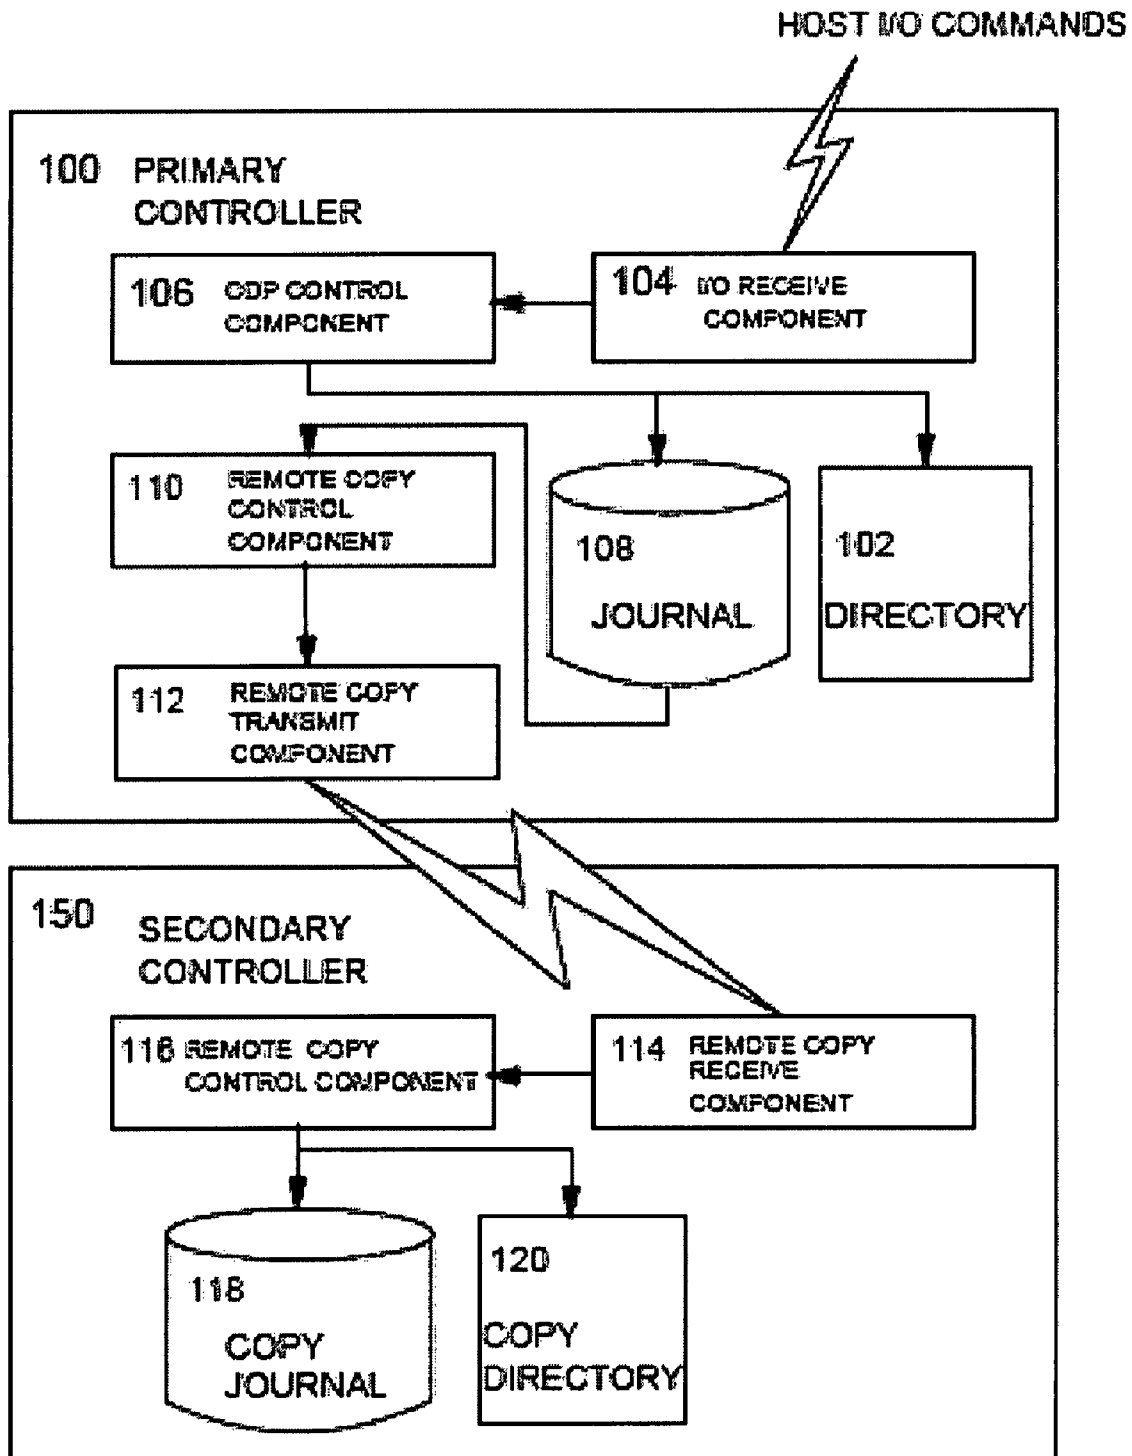 HOST I/O COMMANDS
100 PRIMARY
CONTROLLER
106 CDP CONTROL
COMPONENT
104 I/O RECEIVE
COMPONENT
110 REMOTE COPY
CONTROL
COMPONENT
108
JOURNAL
102
DIRECTORY
112 REMOTE COPY
TRANSMIT
COMPONENT
150 SECONDARY
CONTROLLER
116 REMOTE COPY
CONTROL COMPONENT
114 REMOTE COPY
RECEIVE
COMPONENT
118
COPY
JOURNAL
120
COPY
DIRECTORY